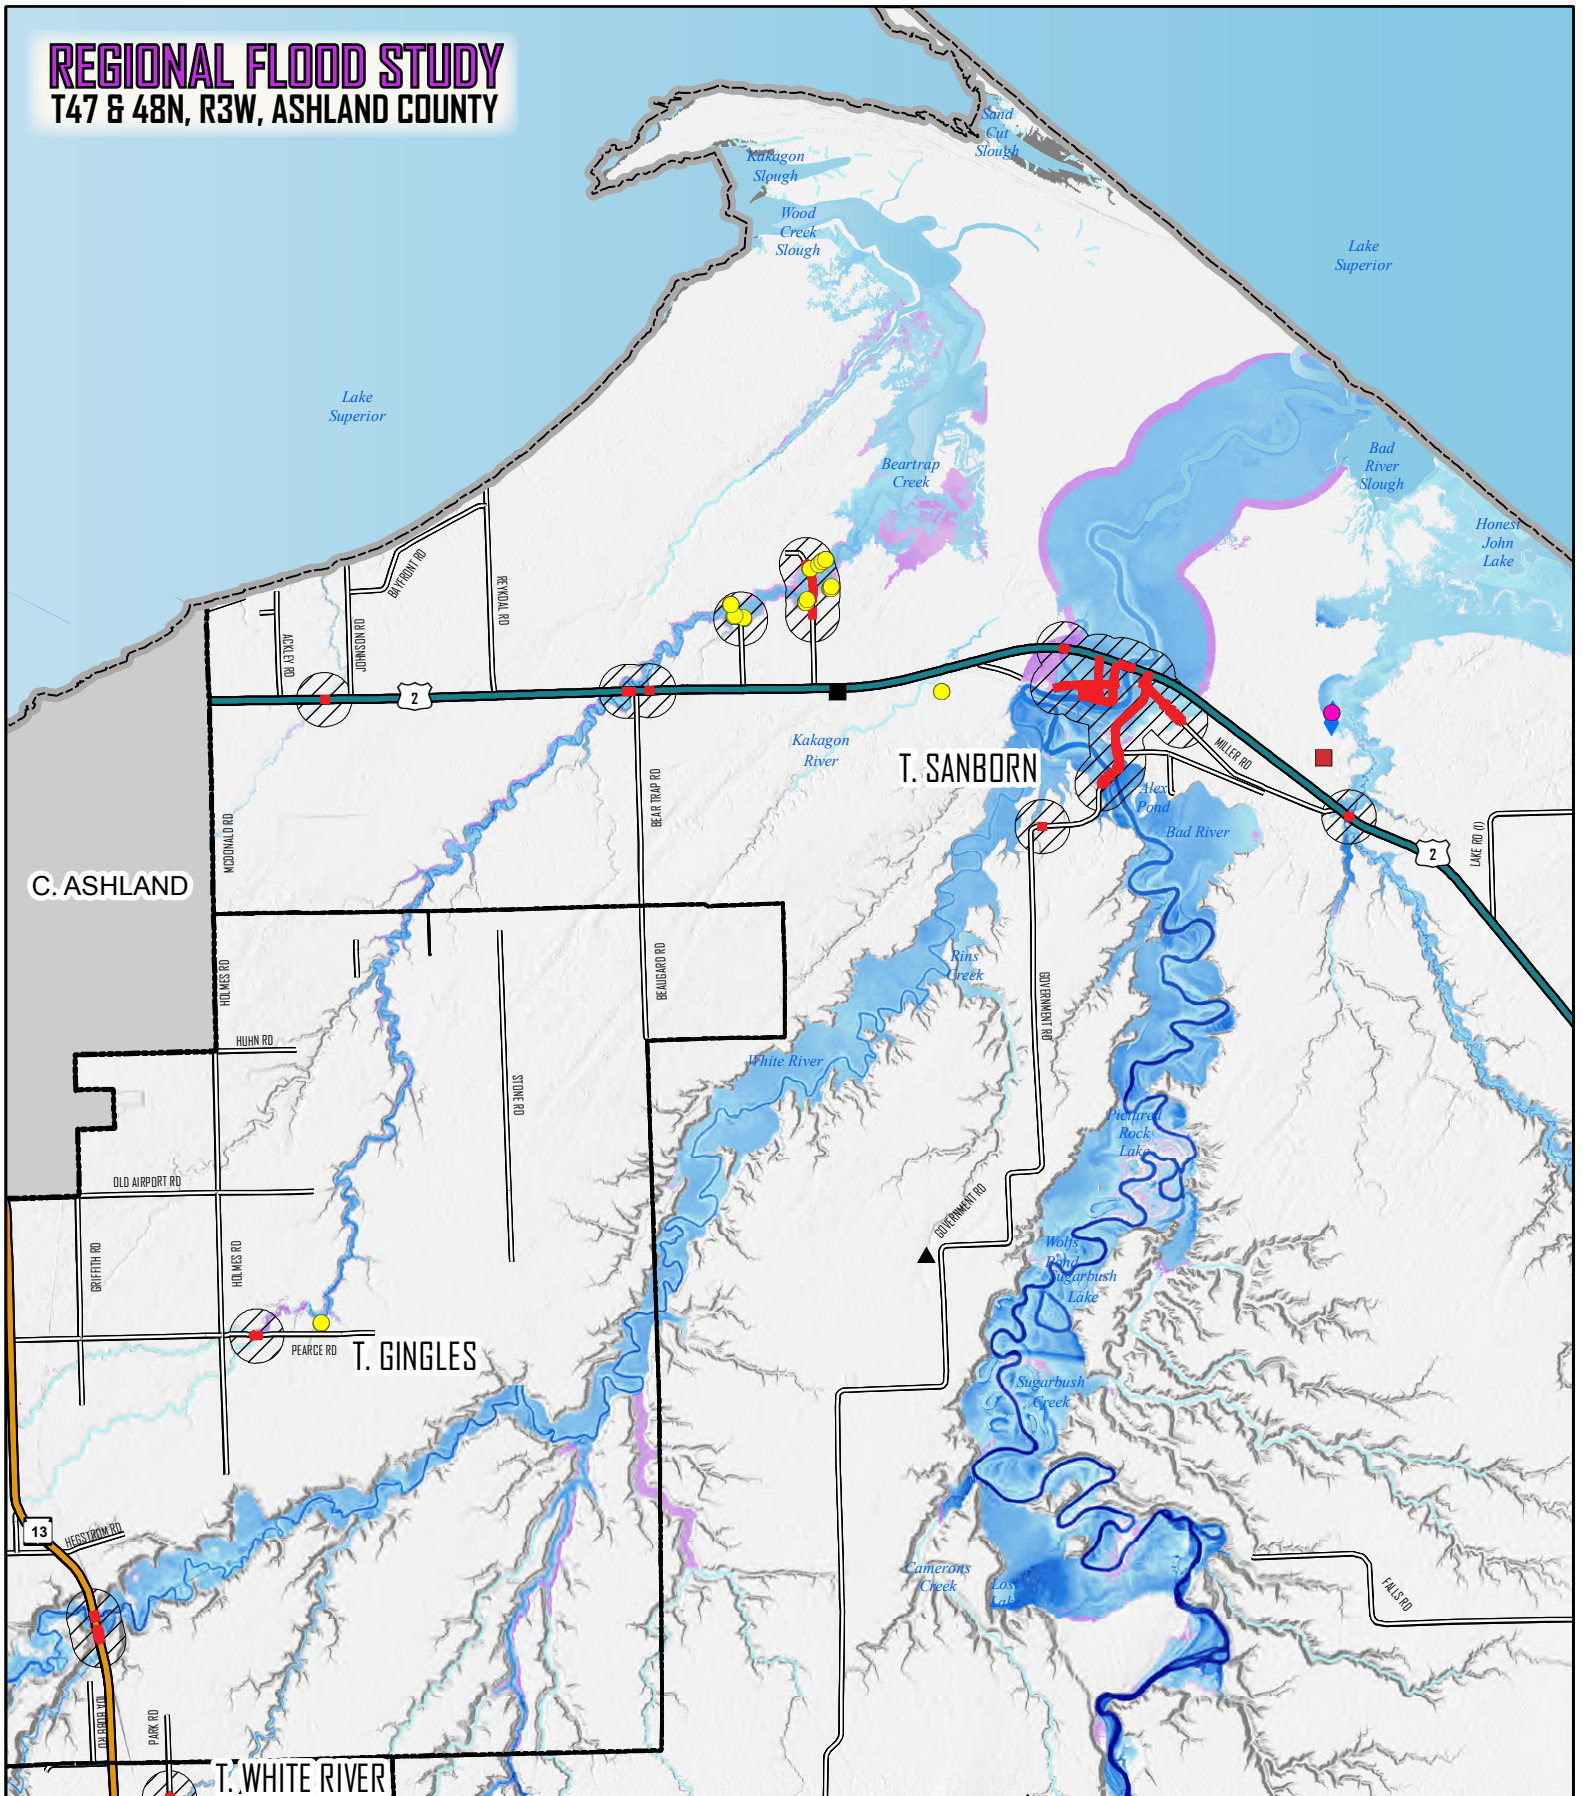 REGIONAL FLOOD STUDY
T47 & 48N, R3W, ASHLAND COUNTY
Sand
Cut
Slough
Kakagon
Slough
Wood
Creek
Slough
Lake
Superior
Lake
Superior
Beartrap
Creek
Bad
River
Slough
Honest
John
Lake
BAYFRONT RD
REYKDAL RD
ACKLEY RD
JOHNSON RD
2
Kakagon
River
T. SANBORN
MILLER RD
BEAR TRAP RD
Alex
Pond
Bad River
MCDONALD RD
LAKE RD (I)
2
C. ASHLAND
HOLMES RD
BEAUGARD RD
Rins
Creek
GOVERNMENT RD
HUHN RD
White River
STONE RD
Pictured
Rock
Lake
OLD AIRPORT RD
GOVERNMENT RD
GRIFFITH RD
HOLMES RD
Wolfs
Pond
Sugarbush
Lake
PEARCE RD
T. GINGLES
Sugarbush
Creek
13
HEGSTROM RD
Camerons
Creek
Lost
Lake
FALLS RD
IDA BOBB RD
PARK RD
T. WHITE RIVER